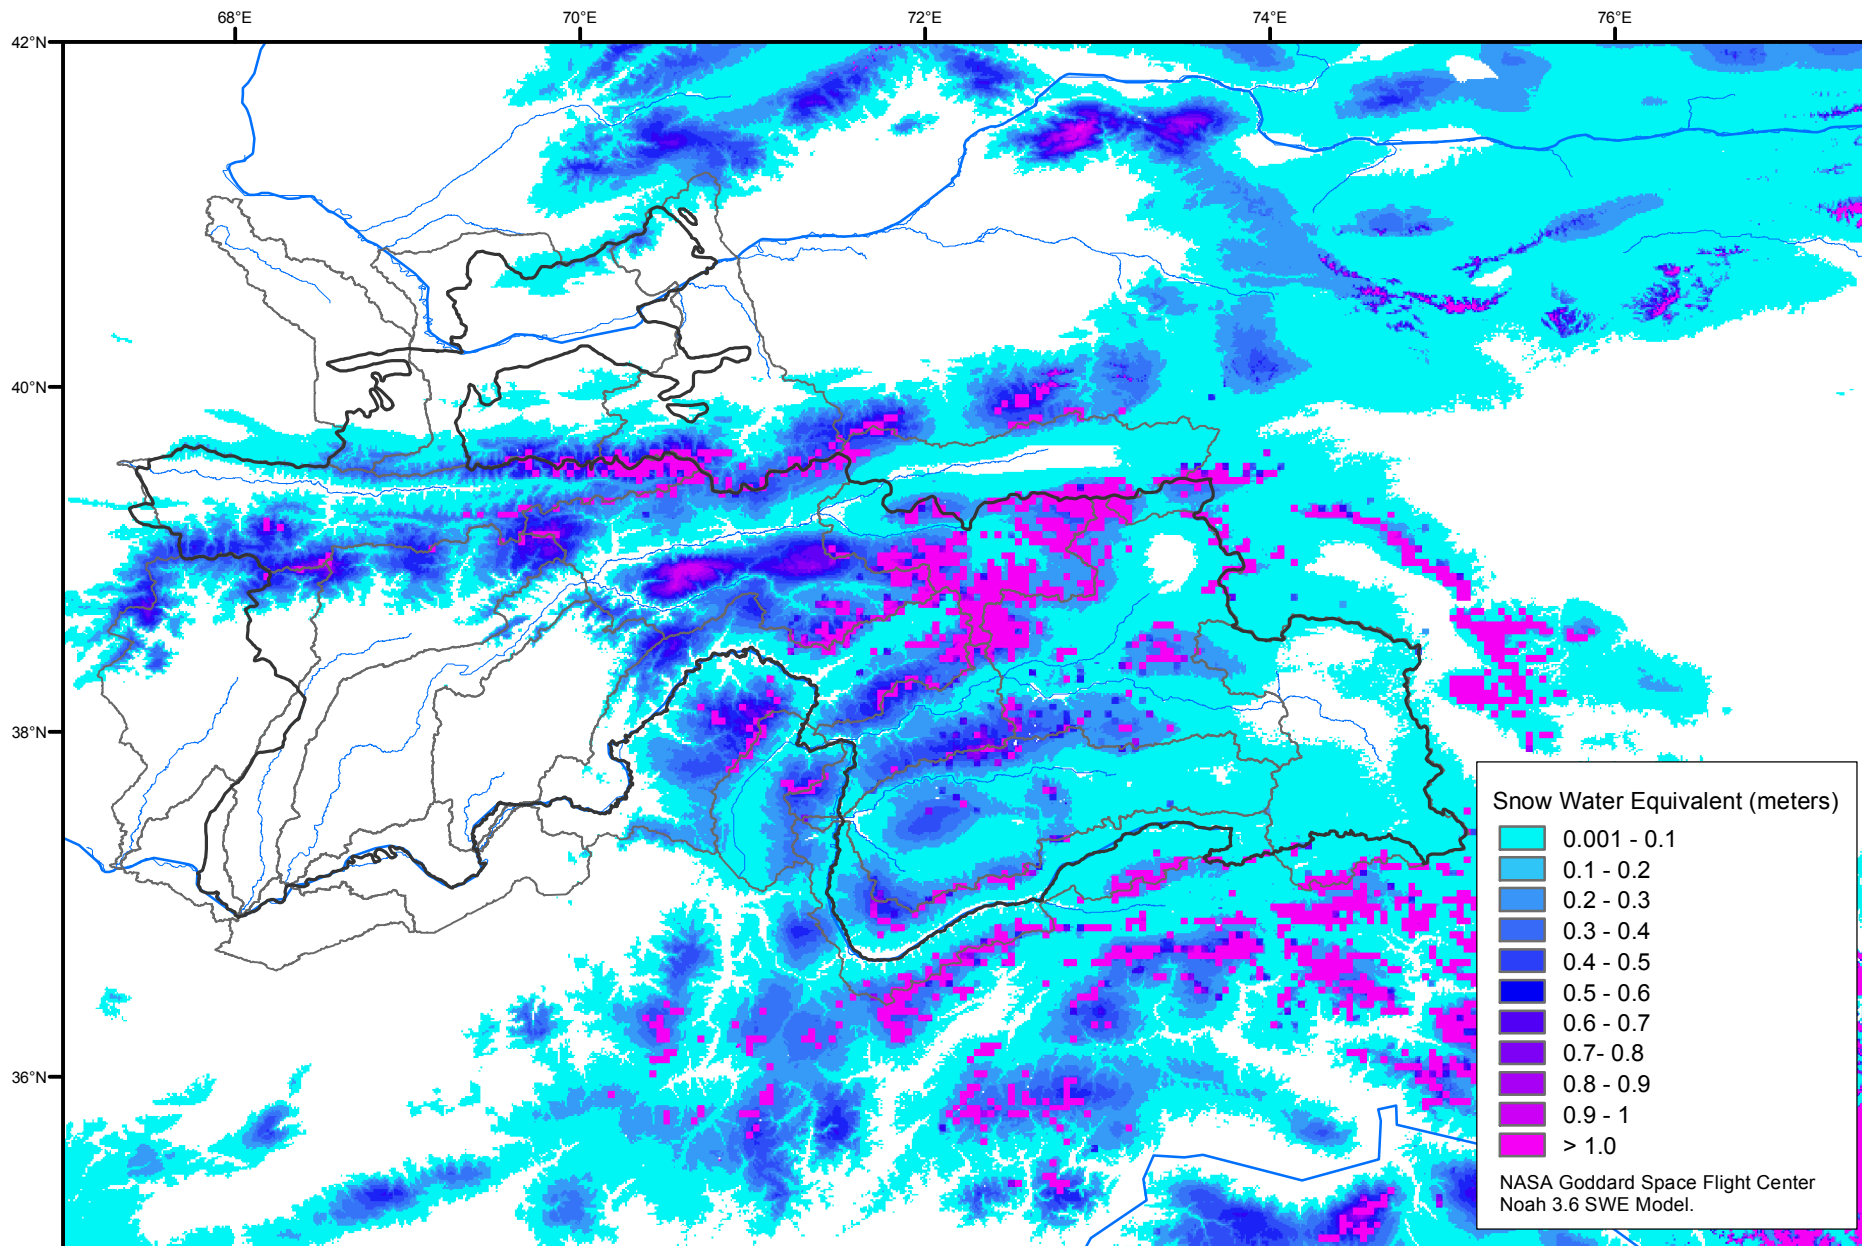 68°E
70°E
72°E
74°E
76°E
42°N
40°N
38°N
36°N
Snow Water Equivalent (meters)
0.001 - 0.1
0.1 - 0.2
0.2 - 0.3
0.3 - 0.4
0.4 - 0.5
0.5 - 0.6
0.6 - 0.7
0.7- 0.8
0.8 - 0.9
0.9 - 1
> 1.0
NASA Goddard Space Flight Center
Noah 3.6 SWE Model.